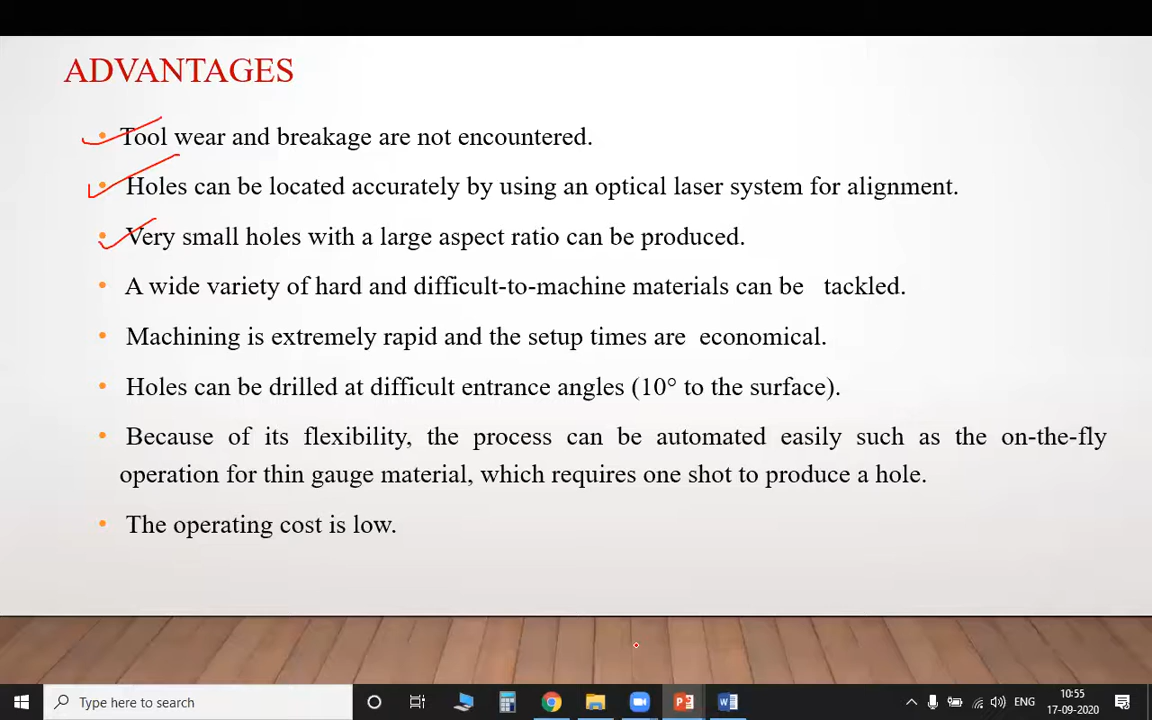 ADVANTAGES
• Tool wear and breakage are not encountered.
• Holes can be located accurately by using an optical laser system for alignment.
• Very small holes with a large aspect ratio can be produced.
• A wide variety of hard and difficult-to-machine materials can be tackled.
• Machining is extremely rapid and the setup times are economical.
• Holes can be drilled at difficult entrance angles (10° to the surface).
• Because of its flexibility, the process can be automated easily such as the on-the-fly
operation for thin gauge material, which requires one shot to produce a hole.
• The operating cost is low.
Type here to search
ENG
10:55
17-09-2020